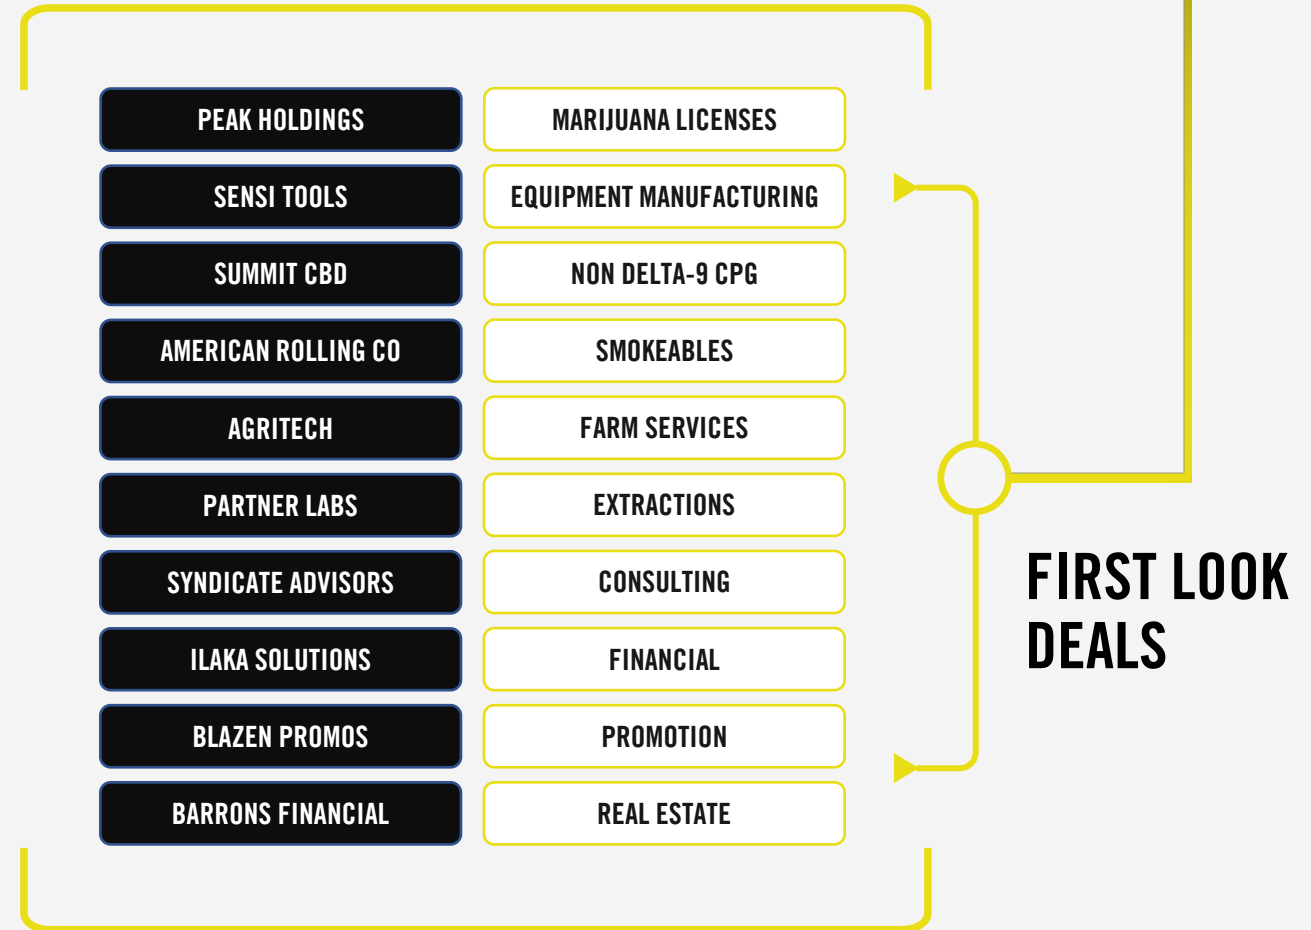 PEAK HOLDINGS MARIJUANA LICENSES
SENSI TOOLS EQUIPMENT MANUFACTURING
SUMMIT CBD NON DELTA-9 CPG
AMERICAN ROLLING CO SMOKEABLES
AGRITECH FARM SERVICES
PARTNER LABS EXTRACTIONS
SYNDICATE ADVISORS CONSULTING
ILAKA SOLUTIONS FINANCIAL
BLAZEN PROMOS PROMOTION
BARRONS FINANCIAL REAL ESTATE
FIRST LOOK
DEALS